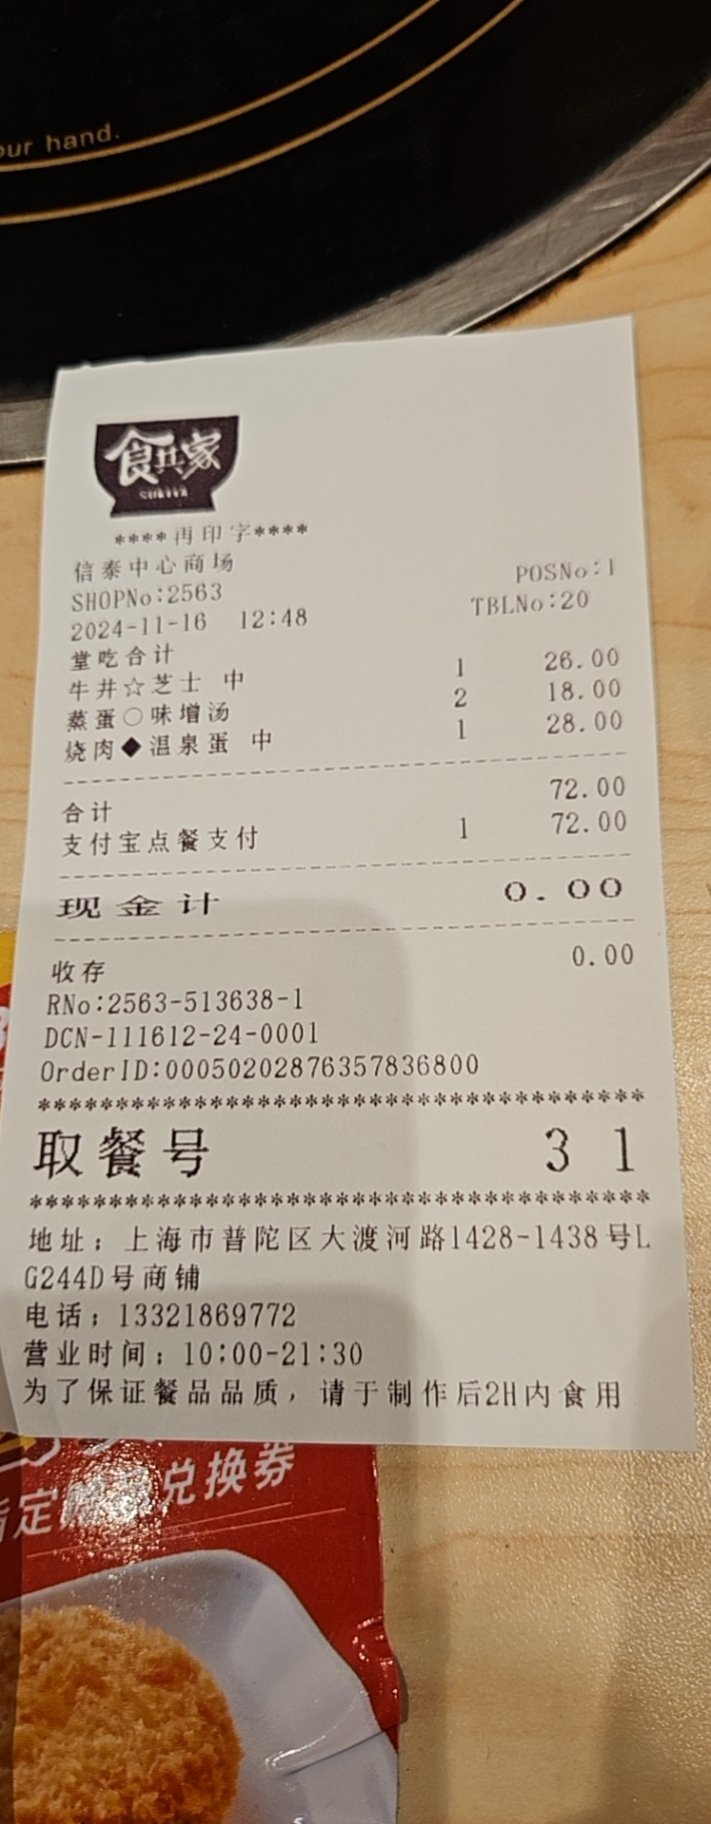 our hand.
食其家
SUKIYA
****再印字****
信泰中心商场
SHOPNo:2563 POSNo:1
2024-11-16 12:48 TBLNo:20
堂吃合计
牛丼☆芝士 中 1 26.00
蒸蛋○味增汤 2 18.00
烧肉◆温泉蛋 中 1 28.00
合计 72.00
支付宝点餐支付 1 72.00
现金计 0.00
收存 0.00
RNo:2563-513638-1
DCN-111612-24-0001
OrderID:00050202876357836800
取餐号 31
地址：上海市普陀区大渡河路1428-1438号L
G244D号商铺
电话：13321869772
营业时间：10:00-21:30
为了保证餐品品质，请于制作后2H内食用
指定 兑换券